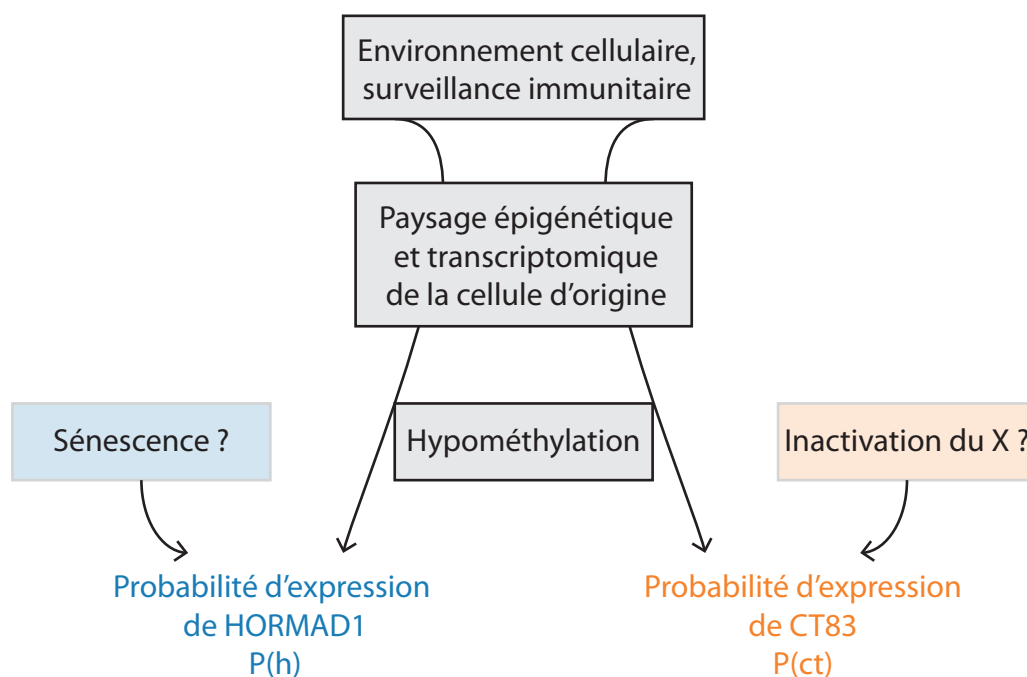 Environnement cellulaire,
surveillance immunitaire
Paysage épigénétique
et transcriptomique
de la cellule d’origine
Sénescence ?
Hypométhylation
Inactivation du X ?
Probabilité d’expression
de HORMAD1
P(h)
Probabilité d’expression
de CT83
P(ct)